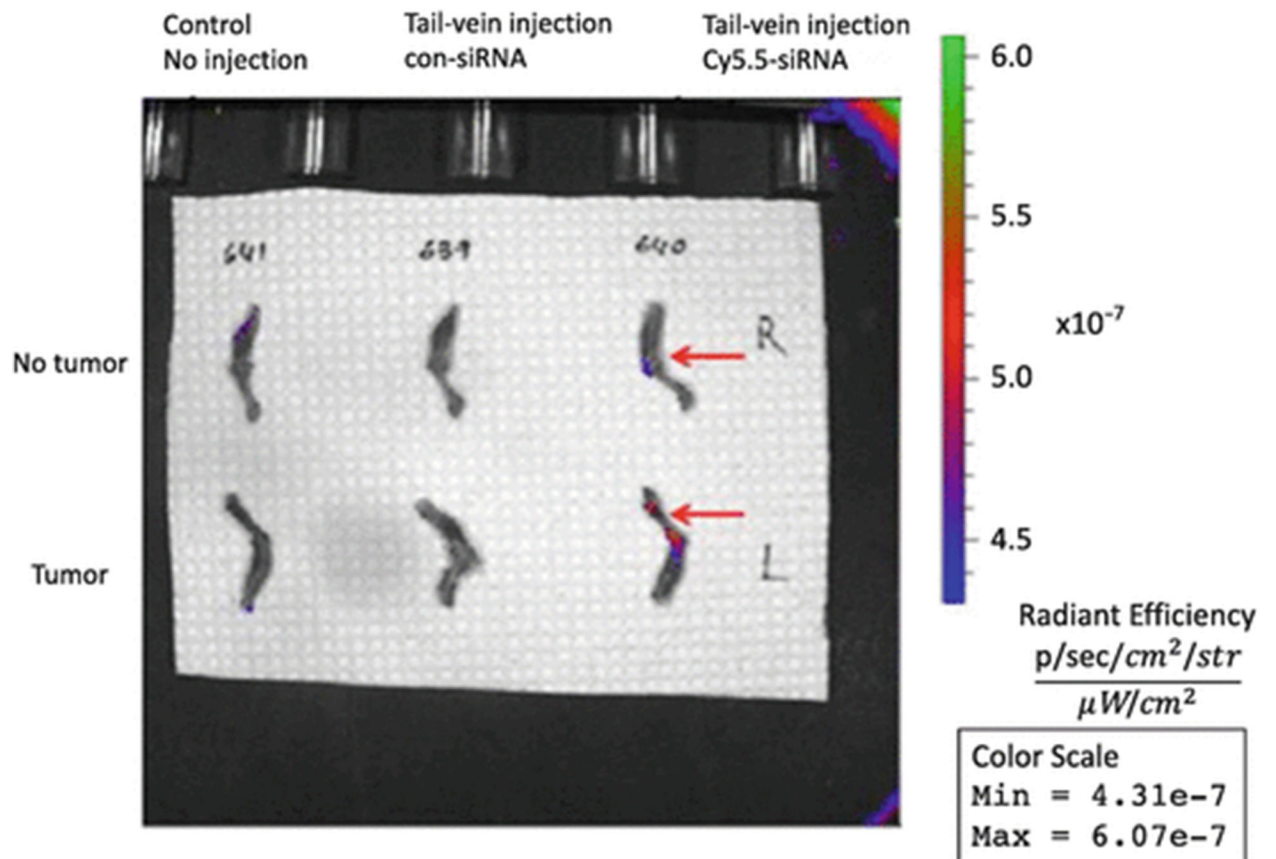 Control
No injection
Tail-vein injection
con-siRNA
Tail-vein injection
Cy5.5-siRNA
641
639
640
R
L
No tumor
Tumor
6.0
5.5
5.0
4.5
x10-7
Radiant Efficiency
p/sec/cm²/str
μW/cm²
Color Scale
Min = 4.31e-7
Max = 6.07e-7